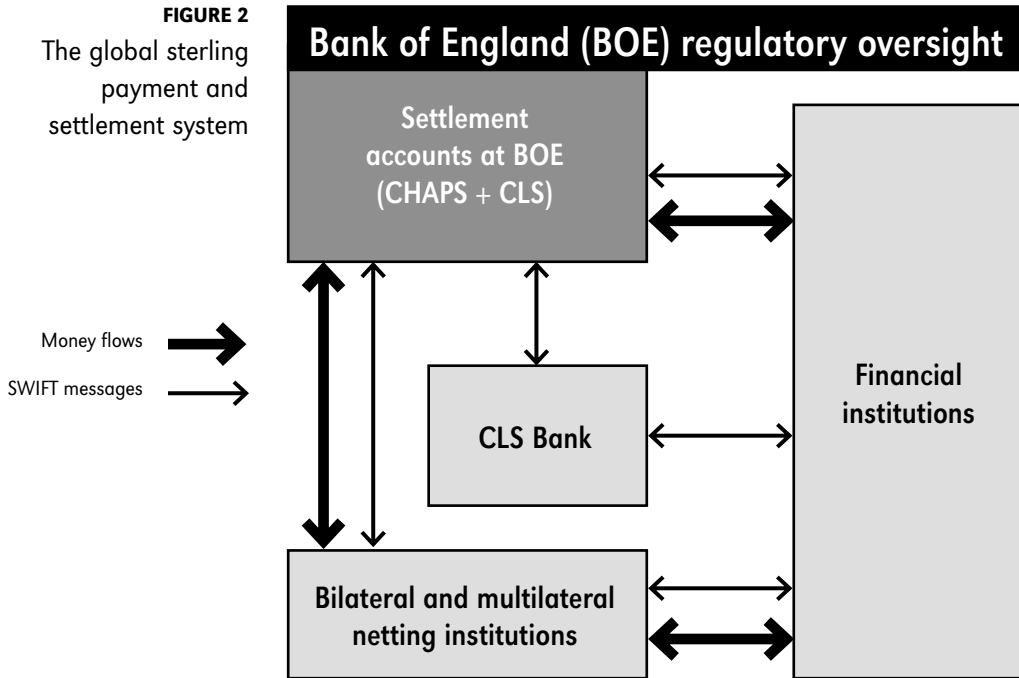 FIGURE 2
The global sterling
payment and
settlement system
Bank of England (BOE) regulatory oversight
Settlement
accounts at BOE
(CHAPS + CLS)
Money flows
SWIFT messages
CLS Bank
Financial
institutions
Bilateral and multilateral
netting institutions